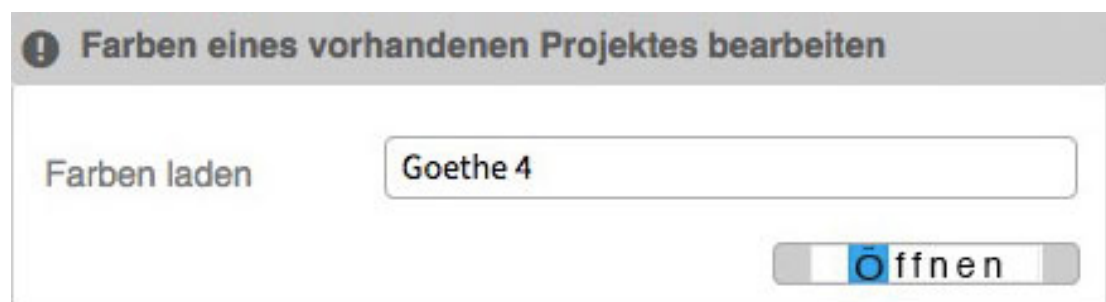 Farben eines vorhandenen Projektes bearbeiten
Farben laden
Goethe 4
Öffnen